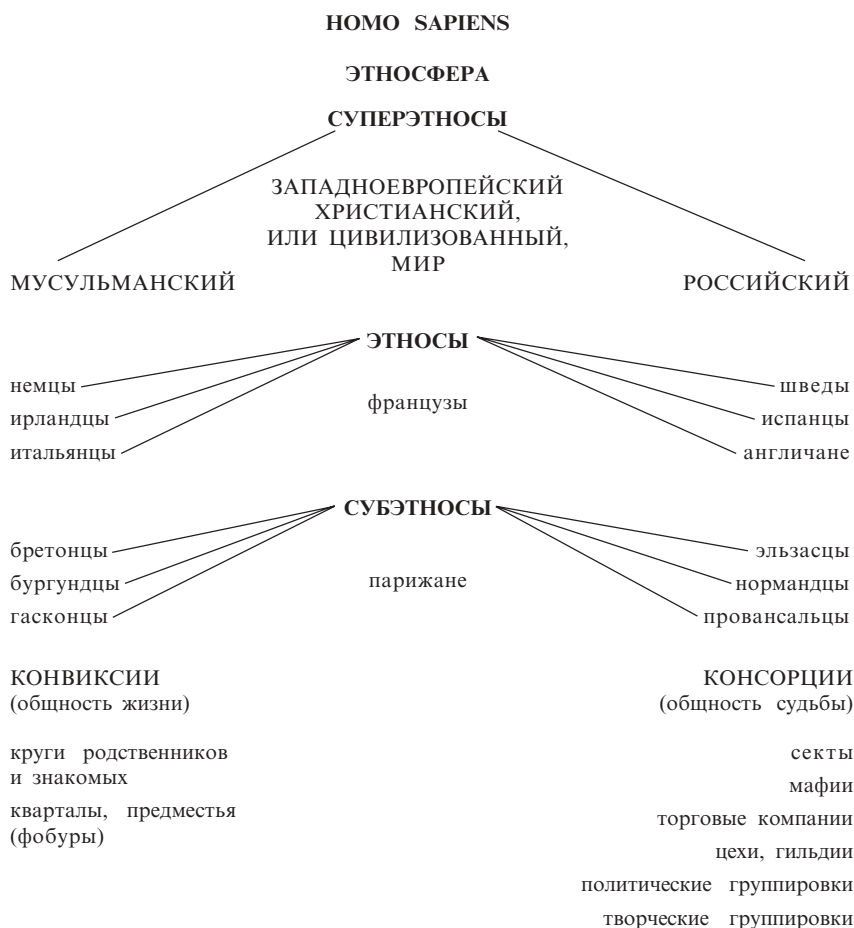 HOMO SAPIENS
ЭТНОСФЕРА
СУПЕРЭТНОСЫ
ЗАПАДНОЕВРОПЕЙСКИЙ
ХРИСТИАНСКИЙ,
ИЛИ ЦИВИЛИЗОВАННЫЙ,
МИР
МУСУЛЬМАНСКИЙ РОССИЙСКИЙ
ЭТНОСЫ
немцы шведы
французы
ирландцы испанцы
итальянцы англичане
СУБЭТНОСЫ
бретонцы эльзасцы
бургундцы парижане нормандцы
гасконцы провансальцы
КОНВИКСИИ КОНСОРЦИИ
(общность жизни) (общность судьбы)
круги родственников секты
и знакомых мафии
кварталы, предместья торговые компании
(фобуры) цехи, гильдии
политические группировки
творческие группировки